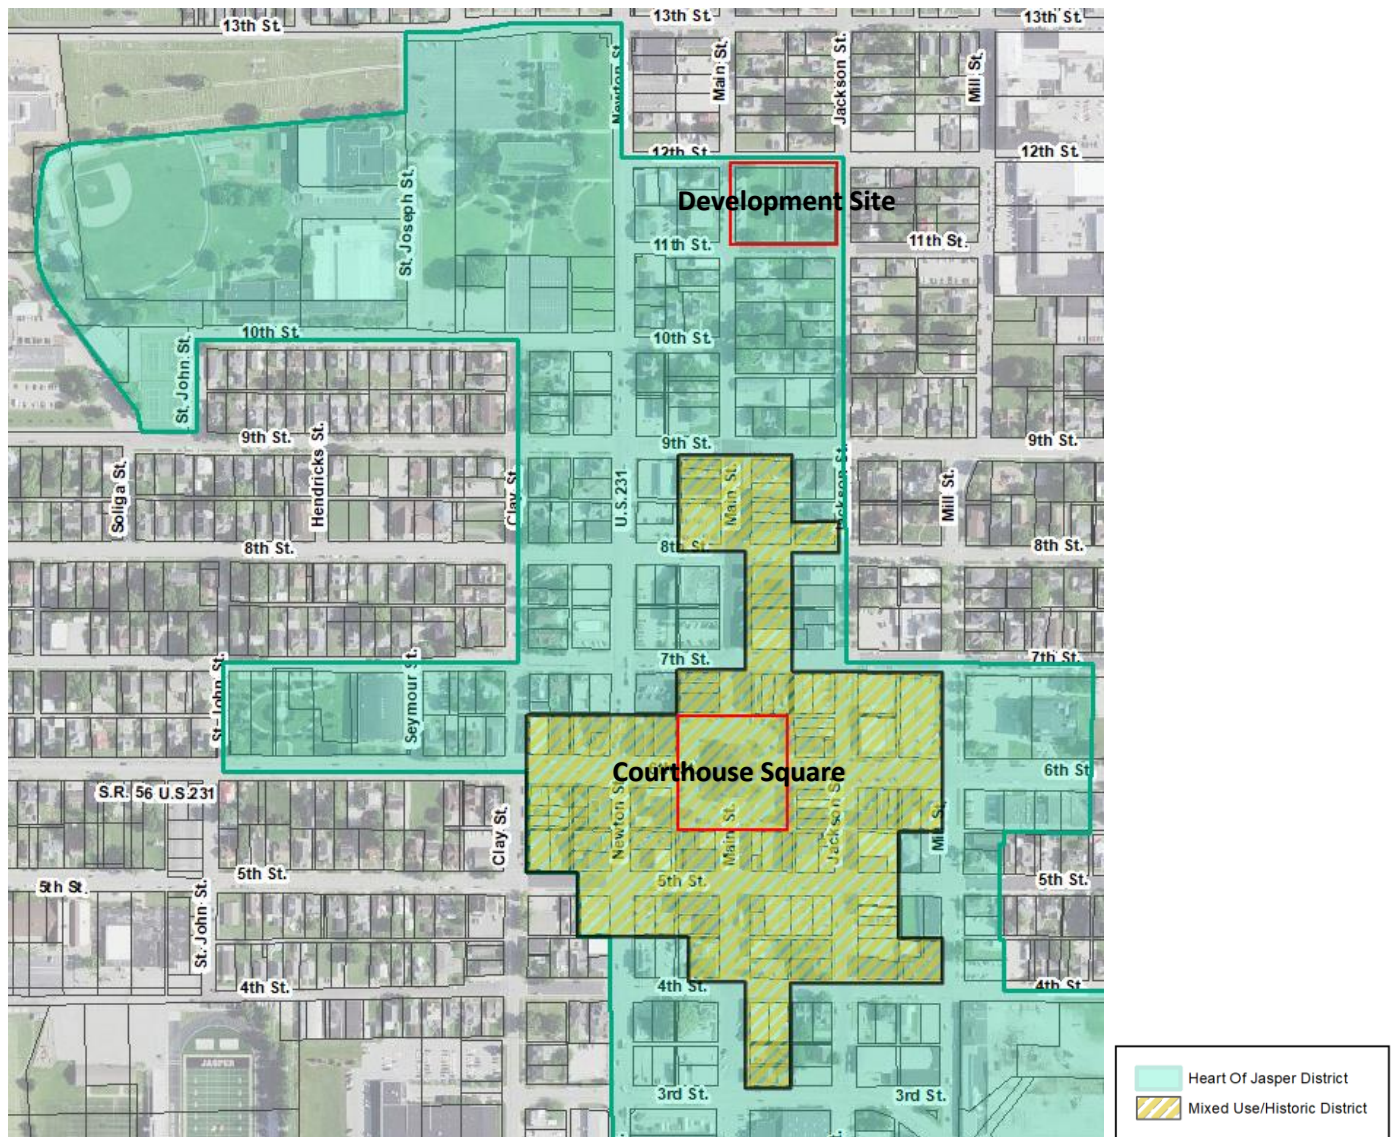 13th St.
13th St.
13th St.
Newton St.
Main St.
Jackson St.
Mill St.
12th St.
12th St.
Development Site
St. Joseph St.
11th St.
11th St.
10th St.
10th St.
St. John St.
9th St.
Hendricks St.
9th St.
9th St.
Soliga St.
Clay St.
U.S.231
Main St.
Jackson St.
Mill St.
8th St.
8th St.
8th St.
7th St.
7th St.
St. John St.
Seymour St.
Courthouse Square
6th St
S.R. 56 U.S.231
Clay St.
Newton St.
Main St.
Jackson St.
Mill St.
5th St.
5th St.
5th St.
5th St.
St. John St.
4th St.
4th St.
4th St.
JASPER
3rd St.
3rd St.
Heart Of Jasper District
Mixed Use/Historic District